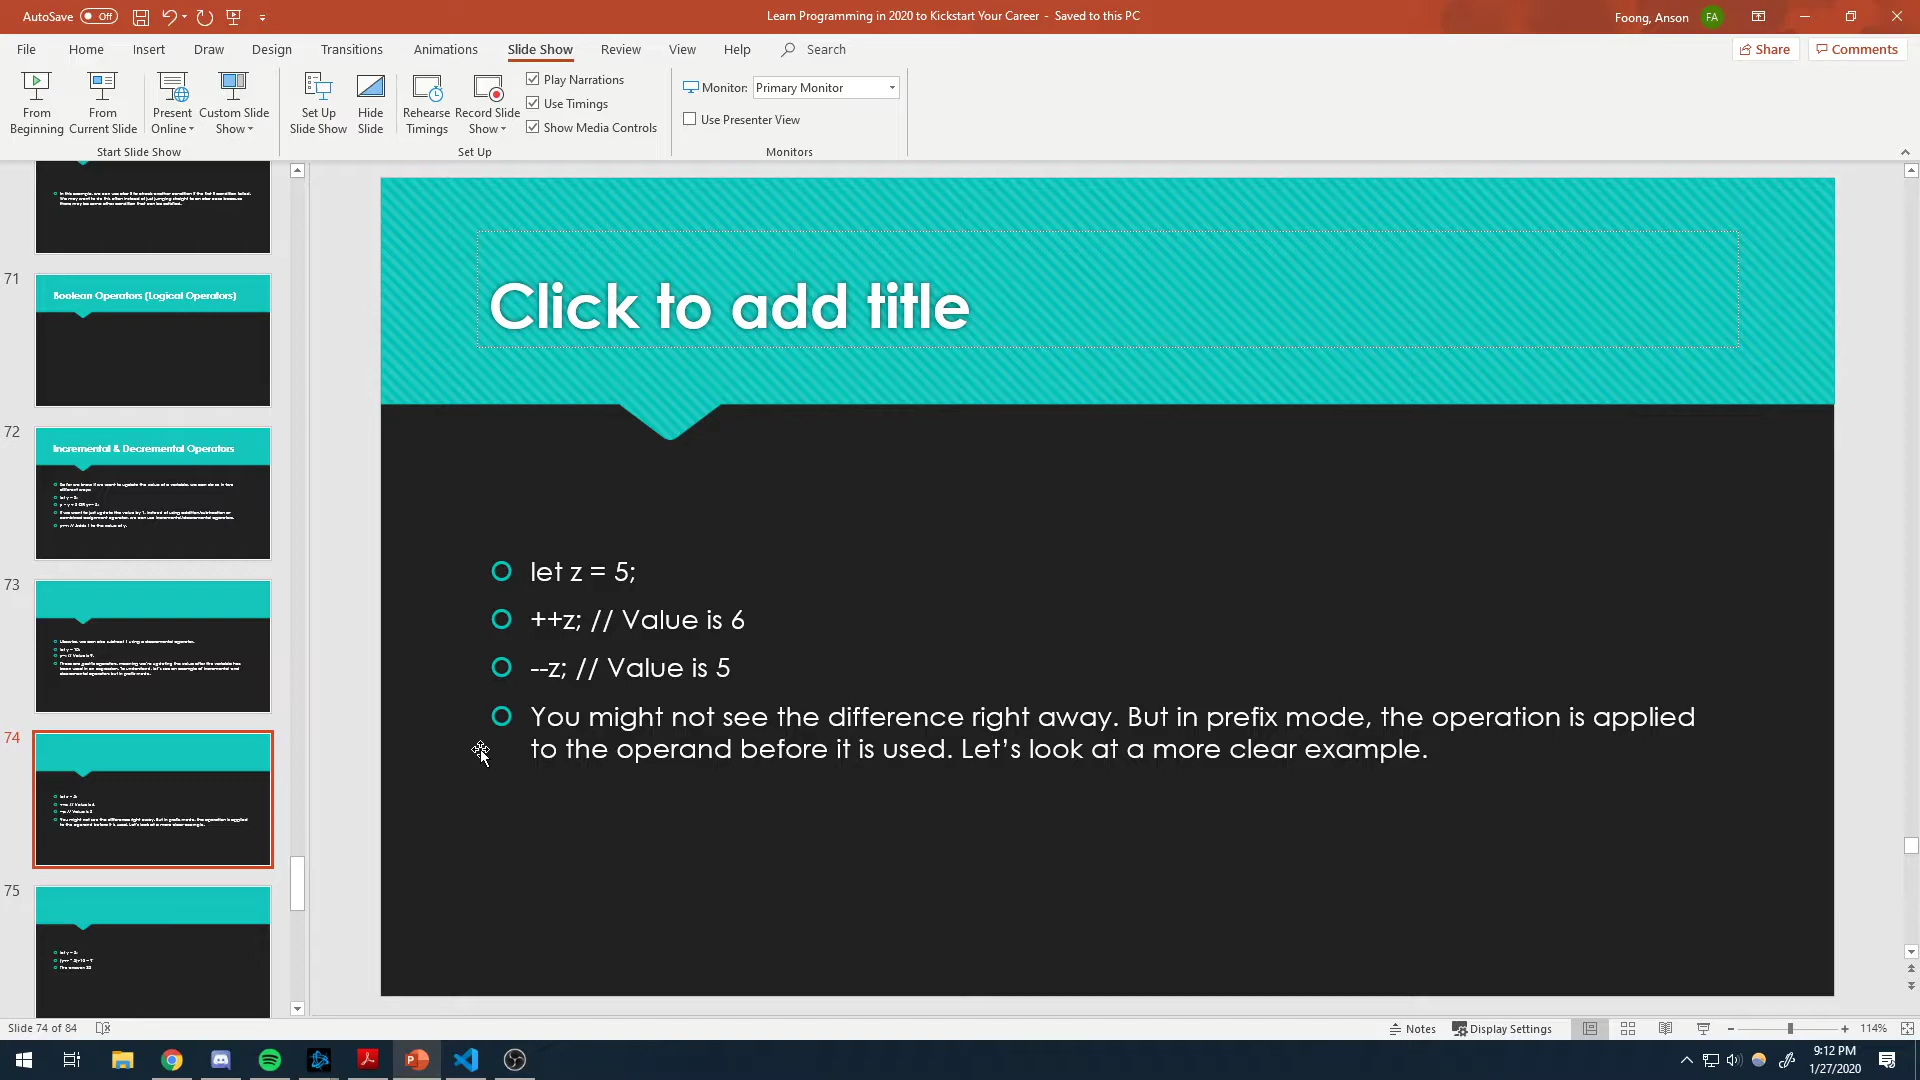 AutoSave Off
Learn Programming in 2020 to Kickstart Your Career - Saved to this PC
Foong, Anson FA
File Home Insert Draw Design Transitions Animations Slide Show Review View Help Search
Share Comments
From Beginning
From Current Slide
Present Online
Custom Slide Show
Set Up Slide Show
Hide Slide
Rehearse Timings
Record Slide Show
Play Narrations
Use Timings
Show Media Controls
Monitor: Primary Monitor
Use Presenter View
Start Slide Show
Set Up
Monitors
71
Boolean Operators (Logical Operators)
72
Incremental & Decremental Operators
73
74
75
Click to add title
let z = 5;
++z; // Value is 6
--z; // Value is 5
You might not see the difference right away. But in prefix mode, the operation is applied
to the operand before it is used. Let's look at a more clear example.
Slide 74 of 84
Notes Display Settings 114%
9:12 PM
1/27/2020